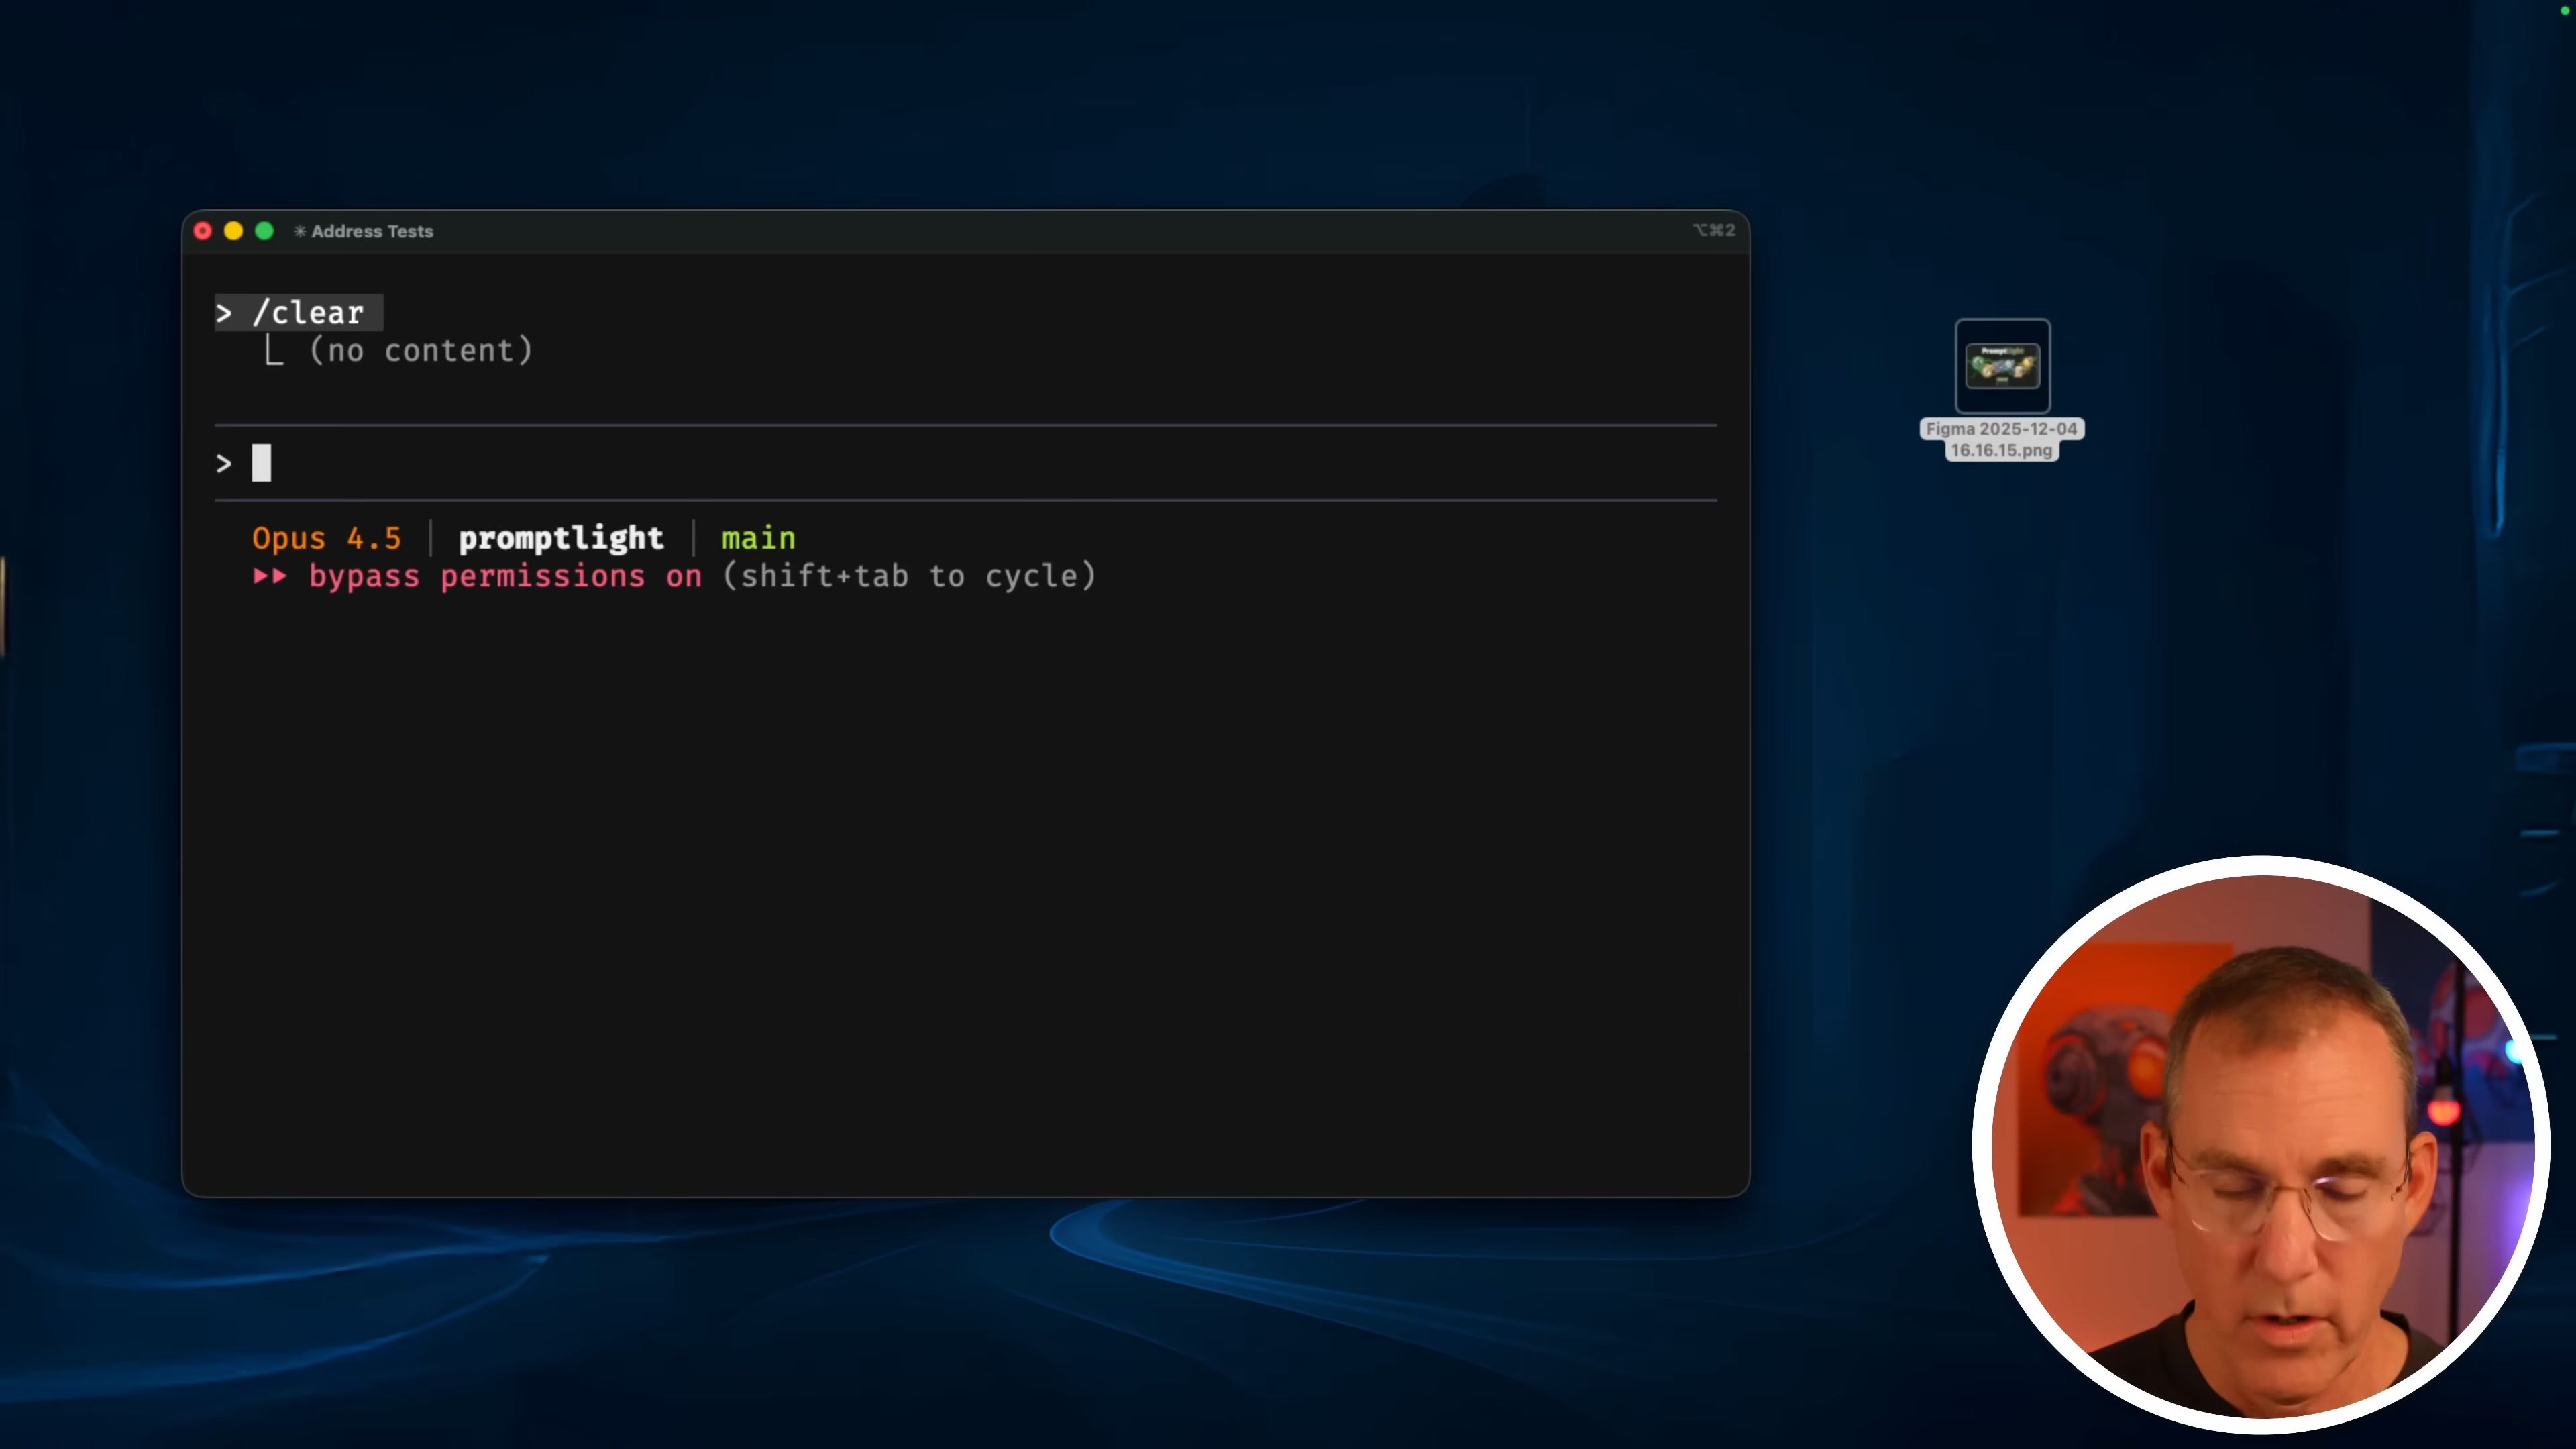 ✳ Address Tests
⌥⌘2
> /clear
⎿ (no content)
Figma 2025-12-04
16.16.15.png
>
Opus 4.5 │ promptlight │ main
⏵⏵ bypass permissions on (shift+tab to cycle)